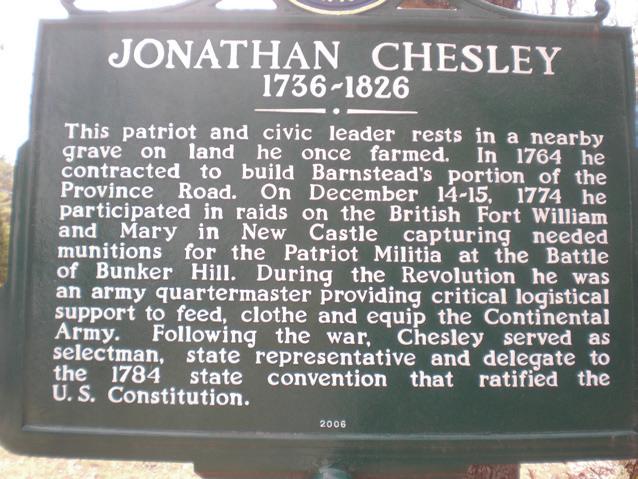 JONATHAN CHESLEY
1736-1826
This patriot and civic leader rests in a nearby
grave on land he once farmed. In 1764 he
contracted to build Barnstead's portion of the
Province Road. On December 14-15, 1774 he
participated in raids on the British Fort William
and Mary in New Castle capturing needed
munitions for the Patriot Militia at the Battle
of Bunker Hill. During the Revolution he was
an army quartermaster providing critical logistical
support to feed, clothe and equip the Continental
Army. Following the war, Chesley served as
selectman, state representative and delegate to
the 1784 state convention that ratified the
U.S. Constitution.
2006